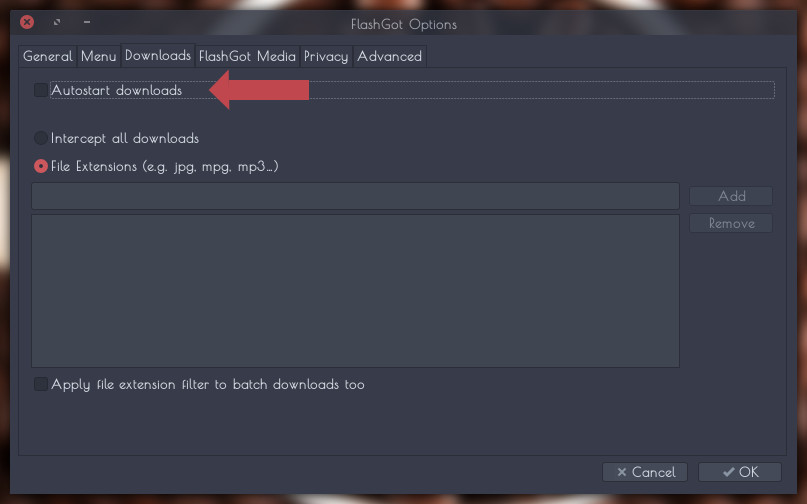 FlashGot Options
General Menu Downloads FlashGot Media Privacy Advanced
Autostart downloads
Intercept all downloads
File Extensions (e.g. jpg, mpg, mp3...)
Add
Remove
Apply file extension filter to batch downloads too
Cancel OK